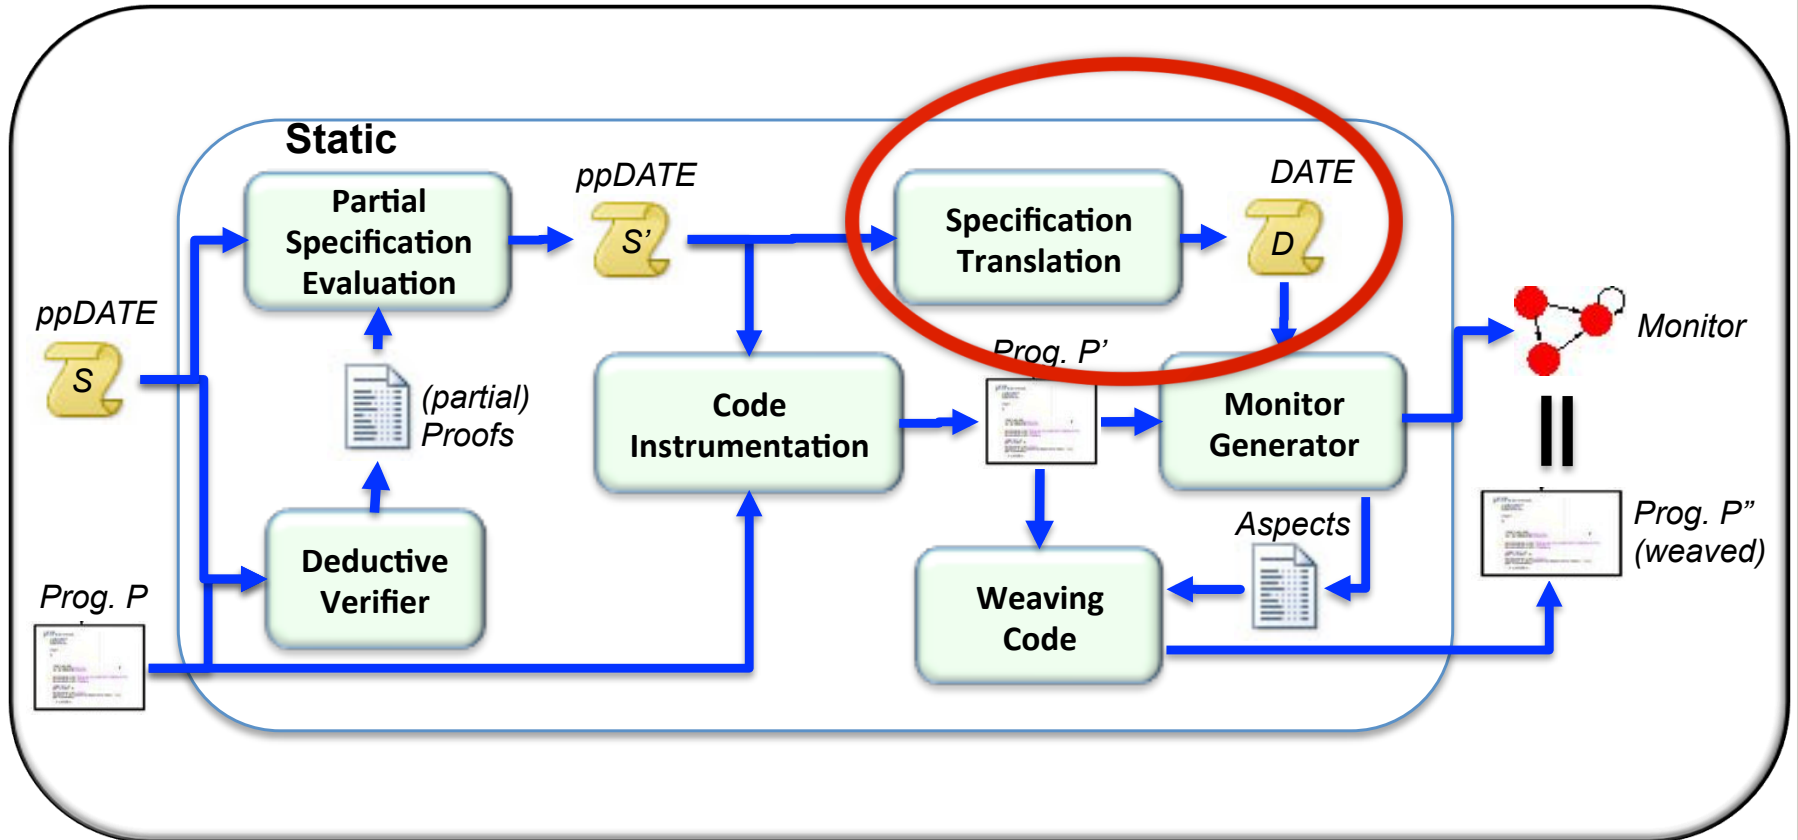 Static
ppDATE
DATE
Partial
Specification
Evaluation
S'
Specification
Translation
D
ppDATE
S
(partial)
Proofs
Prog. P'
Monitor
Code
Instrumentation
Monitor
Generator
Deductive
Verifier
Aspects
Prog. P''
(weaved)
Prog. P
Weaving
Code